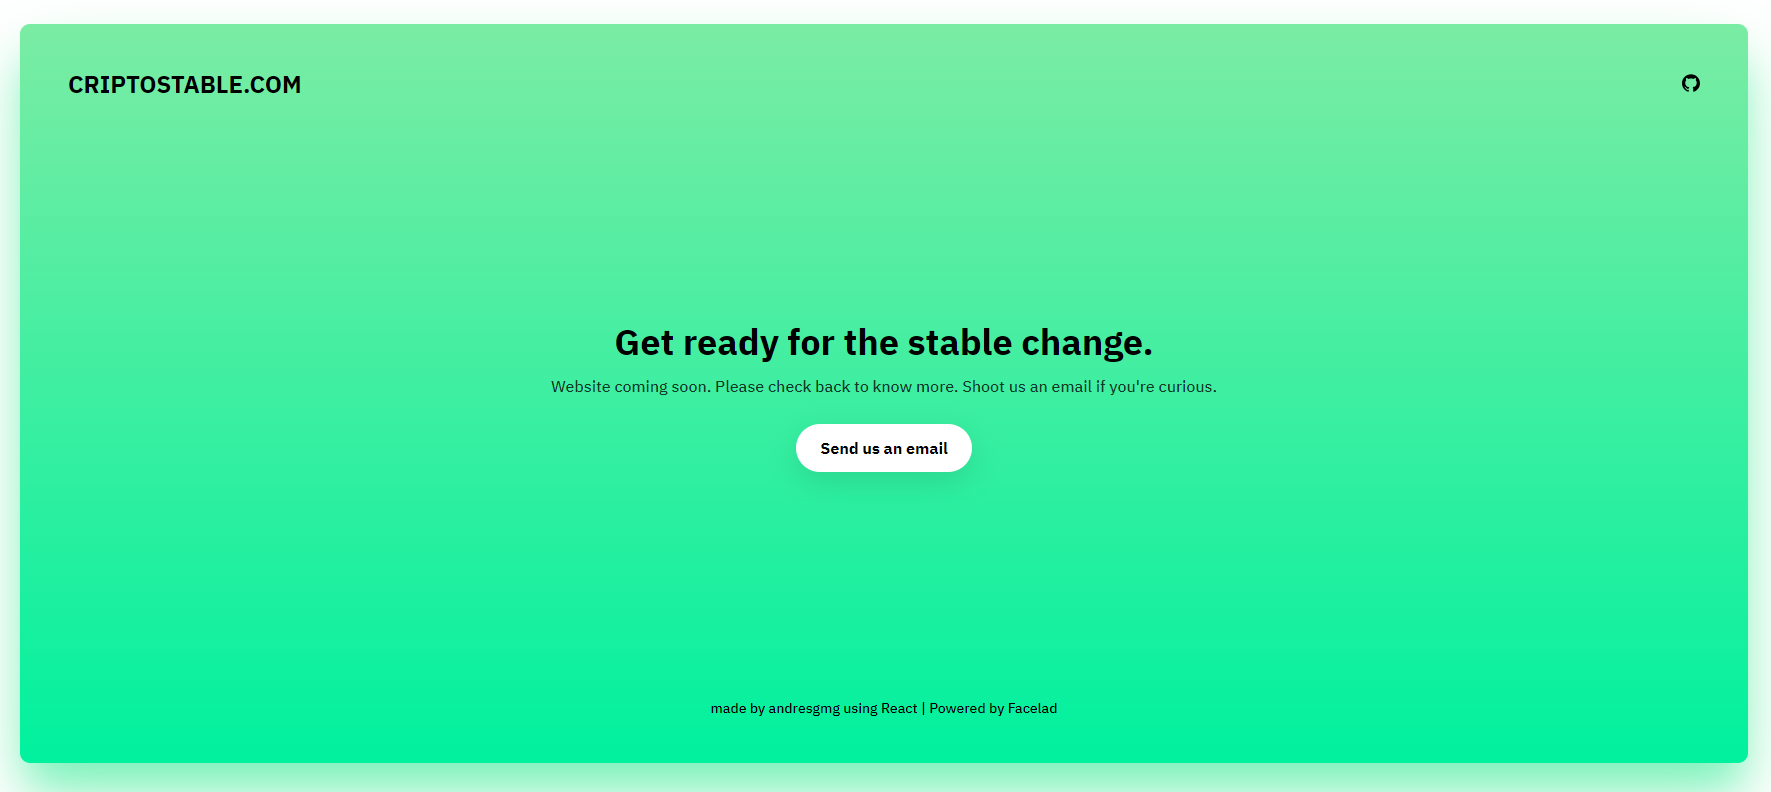 CRIPTOSTABLE.COM
Get ready for the stable change.
Website coming soon. Please check back to know more. Shoot us an email if you're curious.
Send us an email
made by andresgmg using React | Powered by Facelad